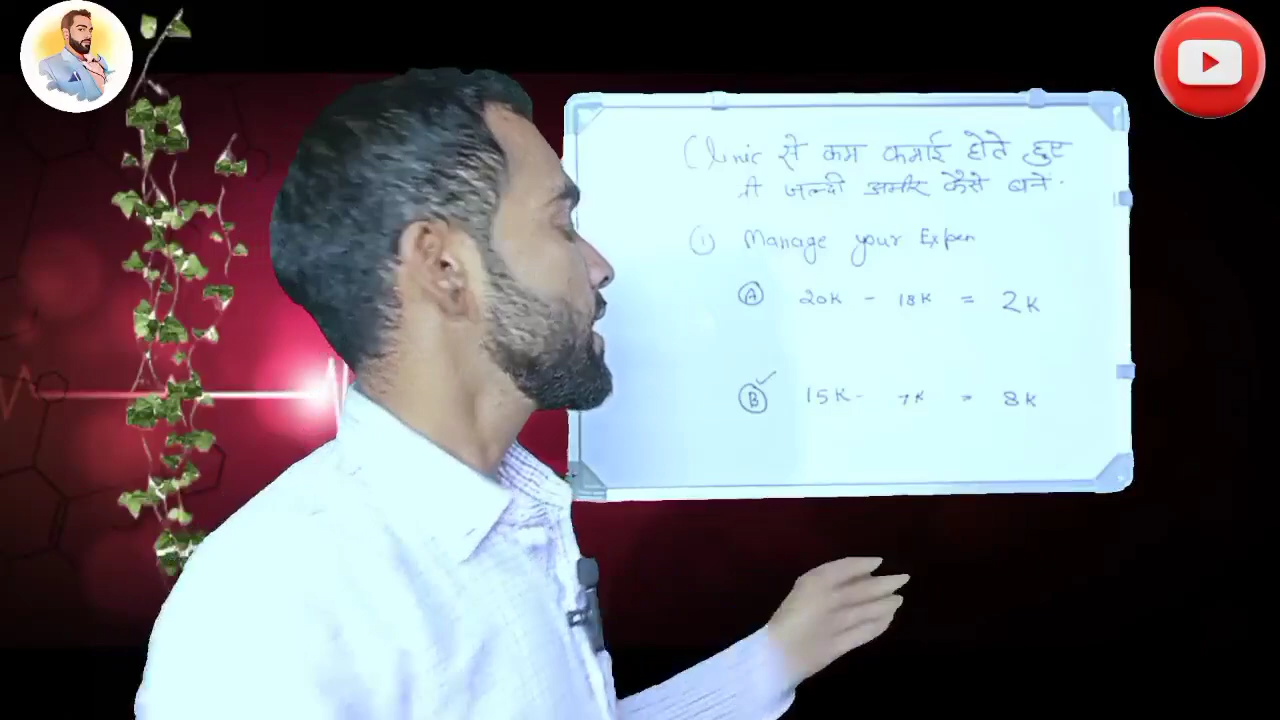 Clinic से कम कमाई होते हुए
भी जल्दी अमीर कैसे बनें.
① Manage your Expen
Ⓐ 20K - 18K = 2K
Ⓑ✓ 15K - 7K = 8K